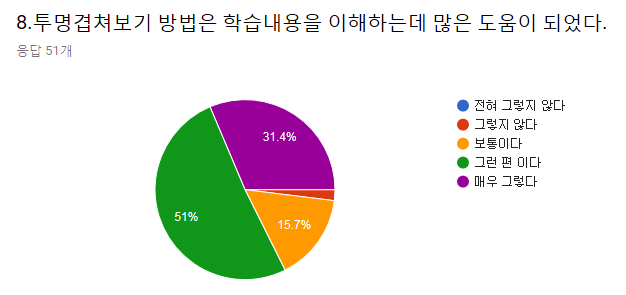 8.투명겹쳐보기 방법은 학습내용을 이해하는데 많은 도움이 되었다.
응답 51개
31.4%
51%
15.7%
전혀 그렇지 않다
그렇지 않다
보통이다
그런 편 이다
매우 그렇다